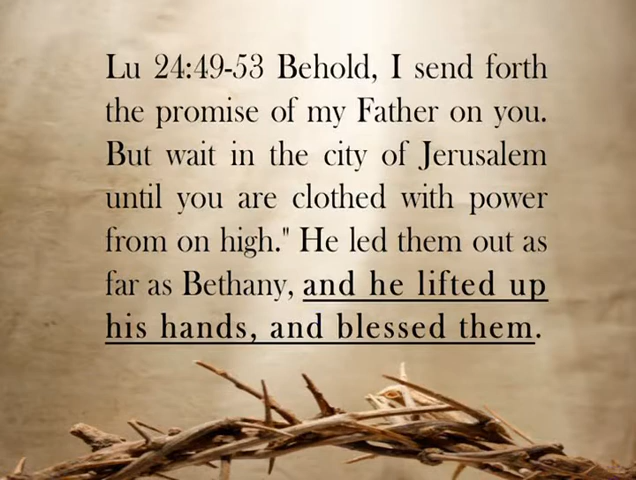 Lu 24:49-53 Behold, I send forth
the promise of my Father on you.
But wait in the city of Jerusalem
until you are clothed with power
from on high." He led them out as
far as Bethany, and he lifted up
his hands, and blessed them.